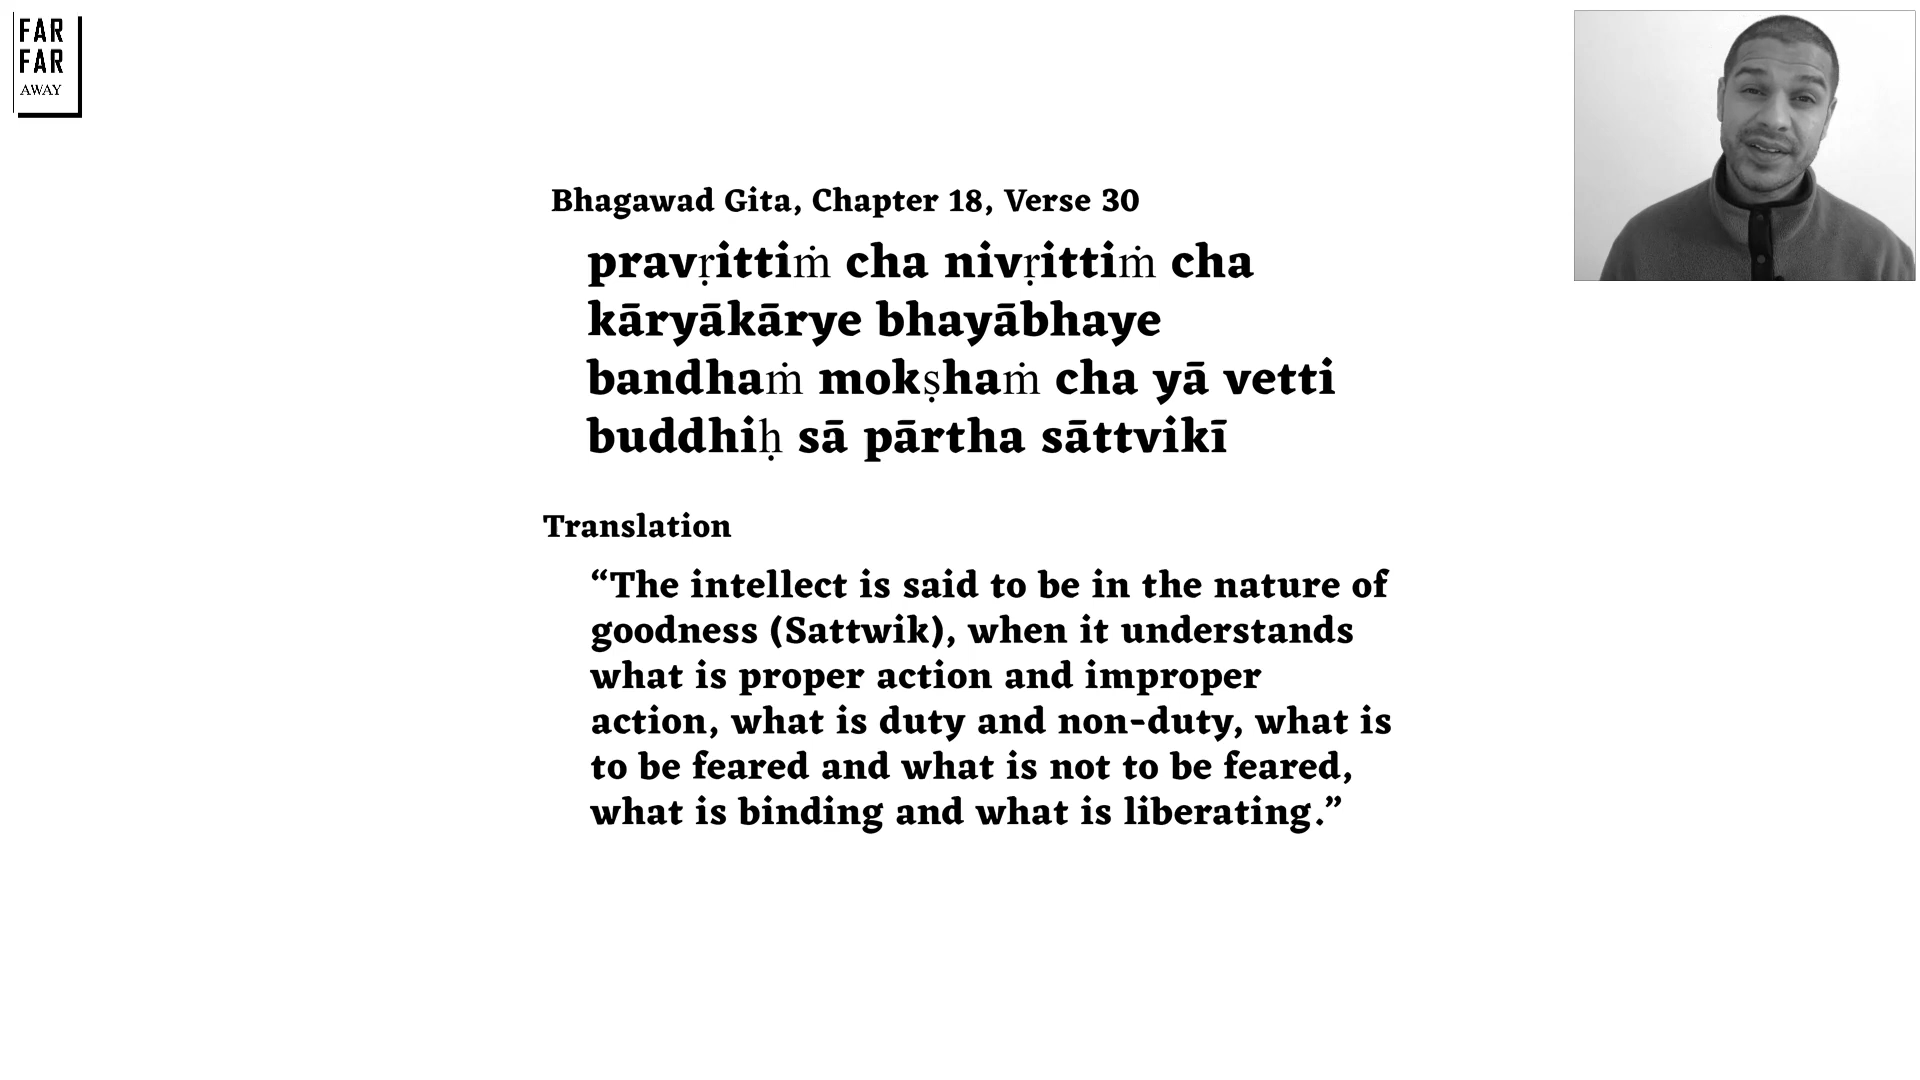 FAR
FAR
AWAY
Bhagawad Gita, Chapter 18, Verse 30
pravṛittiṁ cha nivṛittiṁ cha
kāryākārye bhayābhaye
bandhaṁ mokṣhaṁ cha yā vetti
buddhiḥ sā pārtha sāttvikī
Translation
“The intellect is said to be in the nature of
goodness (Sattwik), when it understands
what is proper action and improper
action, what is duty and non-duty, what is
to be feared and what is not to be feared,
what is binding and what is liberating.”